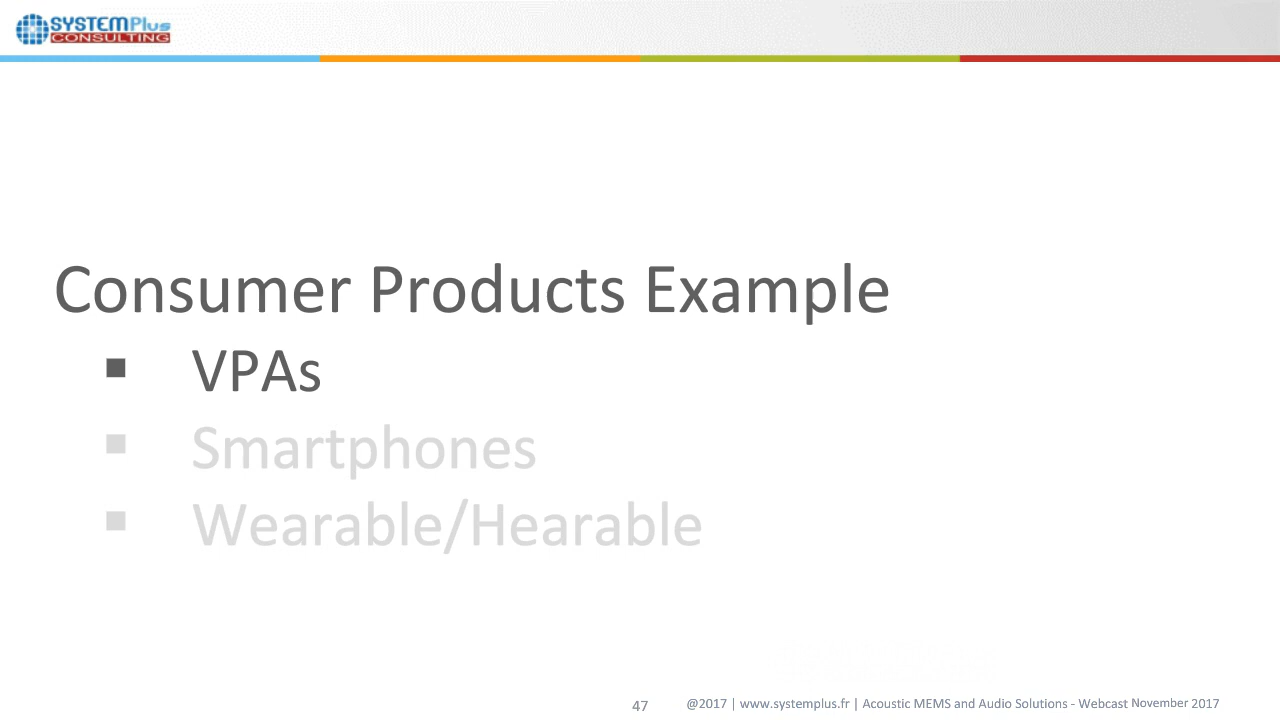 SYSTEMPlus
CONSULTING
Consumer Products Example
▪ VPAs
▪ Smartphones
▪ Wearable/Hearable
47 @2017 | www.systemplus.fr | Acoustic MEMS and Audio Solutions - Webcast November 2017